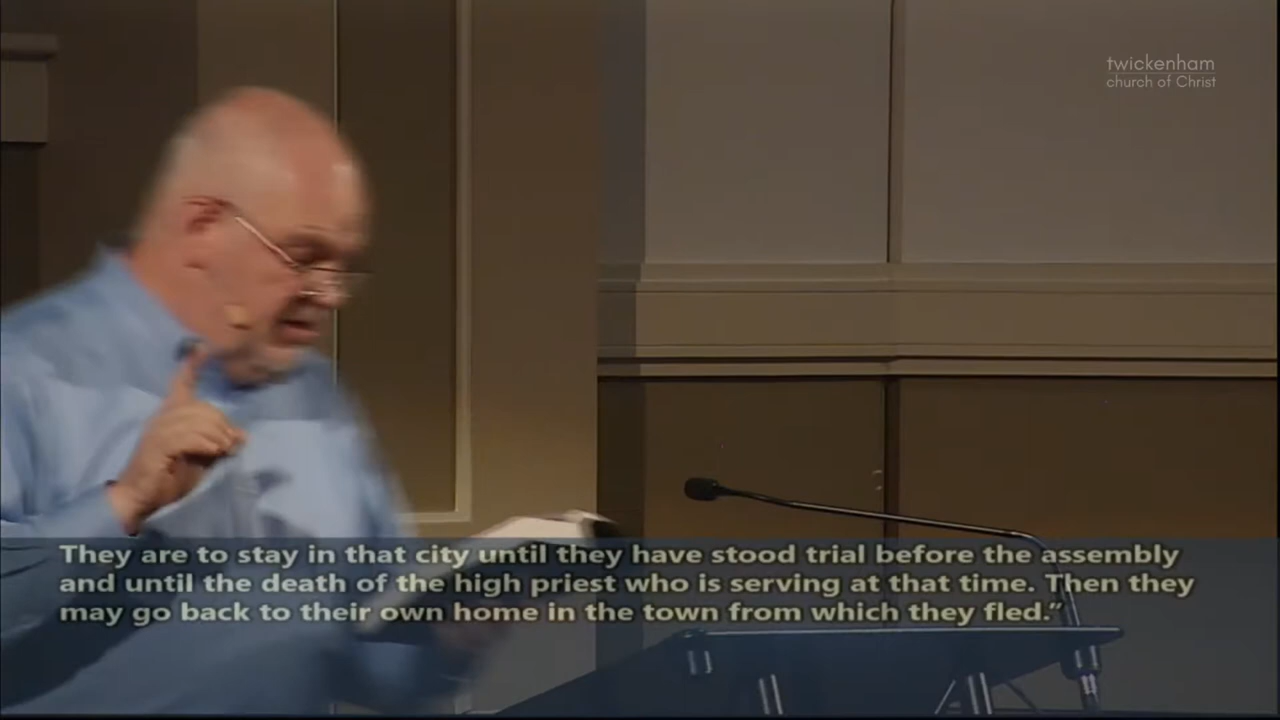 twickenham
church of Christ
They are to stay in that city until they have stood trial before the assembly
and until the death of the high priest who is serving at that time. Then they
may go back to their own home in the town from which they fled.”